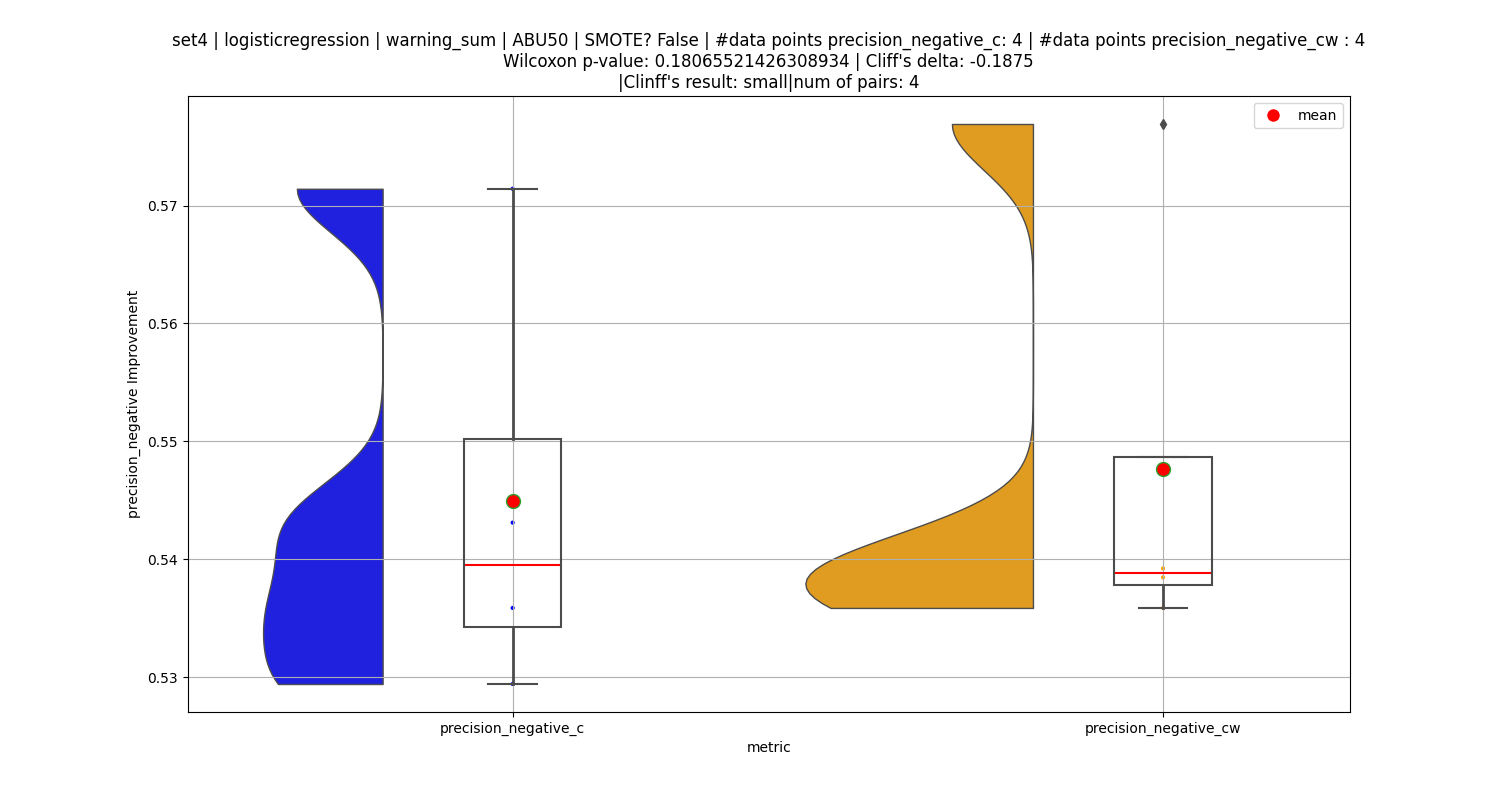 set4 | logisticregression | warning_sum | ABU50 | SMOTE? False | #data points precision_negative_c: 4 | #data points precision_negative_cw : 4
Wilcoxon p-value: 0.18065521426308934 | Cliff's delta: -0.1875
|Clinff's result: small|num of pairs: 4
mean
0.57
0.56
0.55
0.54
0.53
precision_negative Improvement
precision_negative_c
precision_negative_cw
metric